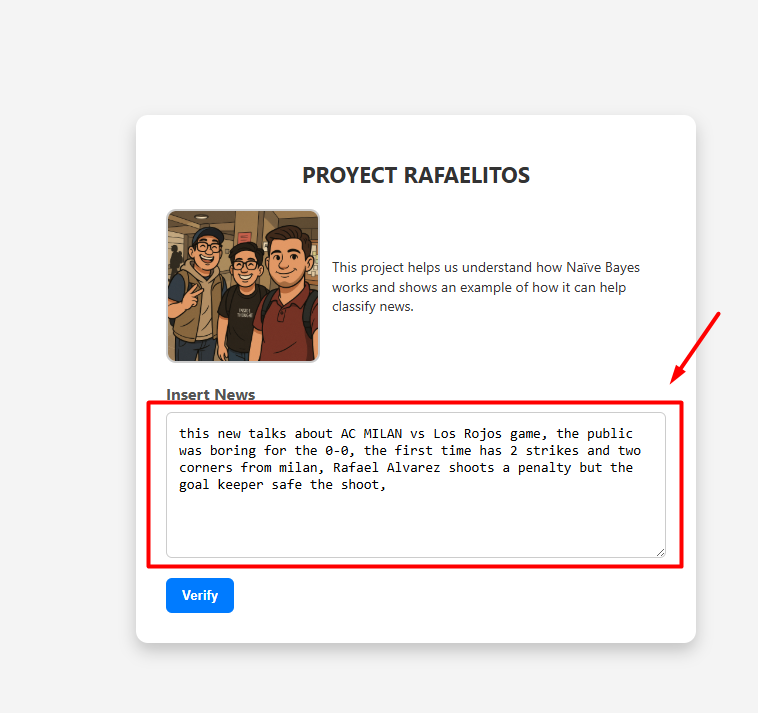 PROYECT RAFAELITOS
This project helps us understand how Naïve Bayes
works and shows an example of how it can help
classify news.
Insert News
this new talks about AC MILAN vs Los Rojos game, the public
was boring for the 0-0, the first time has 2 strikes and two
corners from milan, Rafael Alvarez shoots a penalty but the
goal keeper safe the shoot,
Verify